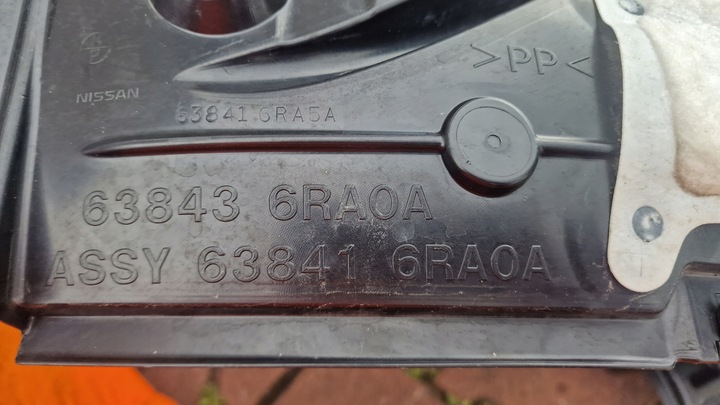 >PP<
NISSAN
63841 6RA5A
63843 6RA0A
ASSY 63841 6RA0A